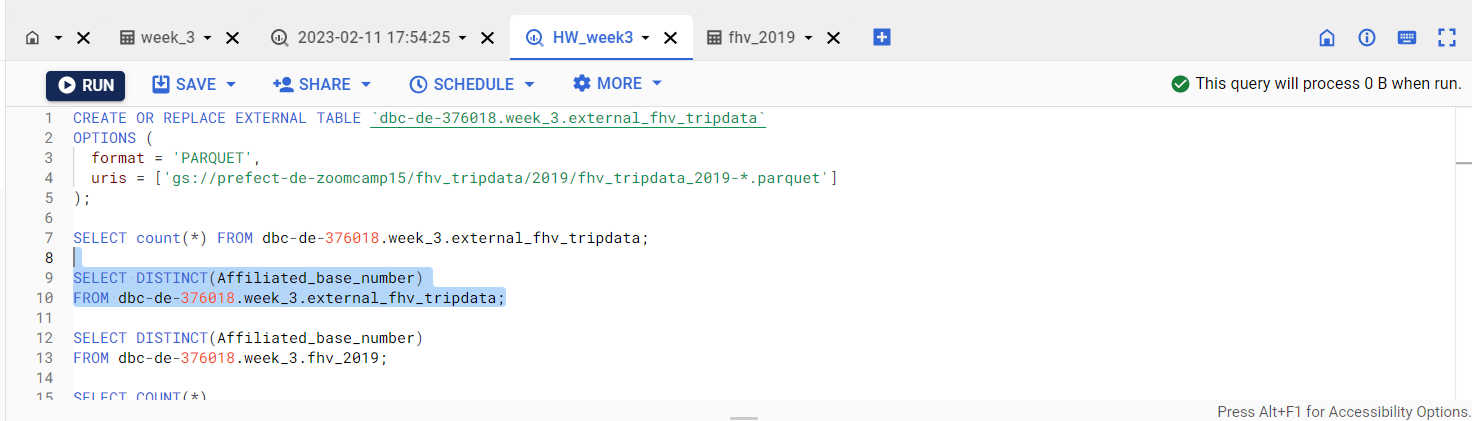 week_3 2023-02-11 17:54:25 HW_week3 fhv_2019
RUN SAVE SHARE SCHEDULE MORE This query will process 0 B when run.
1 CREATE OR REPLACE EXTERNAL TABLE `dbc-de-376018.week_3.external_fhv_tripdata`
2 OPTIONS (
3 format = 'PARQUET',
4 uris = ['gs://prefect-de-zoomcamp15/fhv_tripdata/2019/fhv_tripdata_2019-*.parquet']
5 );
6
7 SELECT count(*) FROM dbc-de-376018.week_3.external_fhv_tripdata;
8
9 SELECT DISTINCT(Affiliated_base_number)
10 FROM dbc-de-376018.week_3.external_fhv_tripdata;
11
12 SELECT DISTINCT(Affiliated_base_number)
13 FROM dbc-de-376018.week_3.fhv_2019;
14
15 SELECT COUNT(*)
Press Alt+F1 for Accessibility Options.